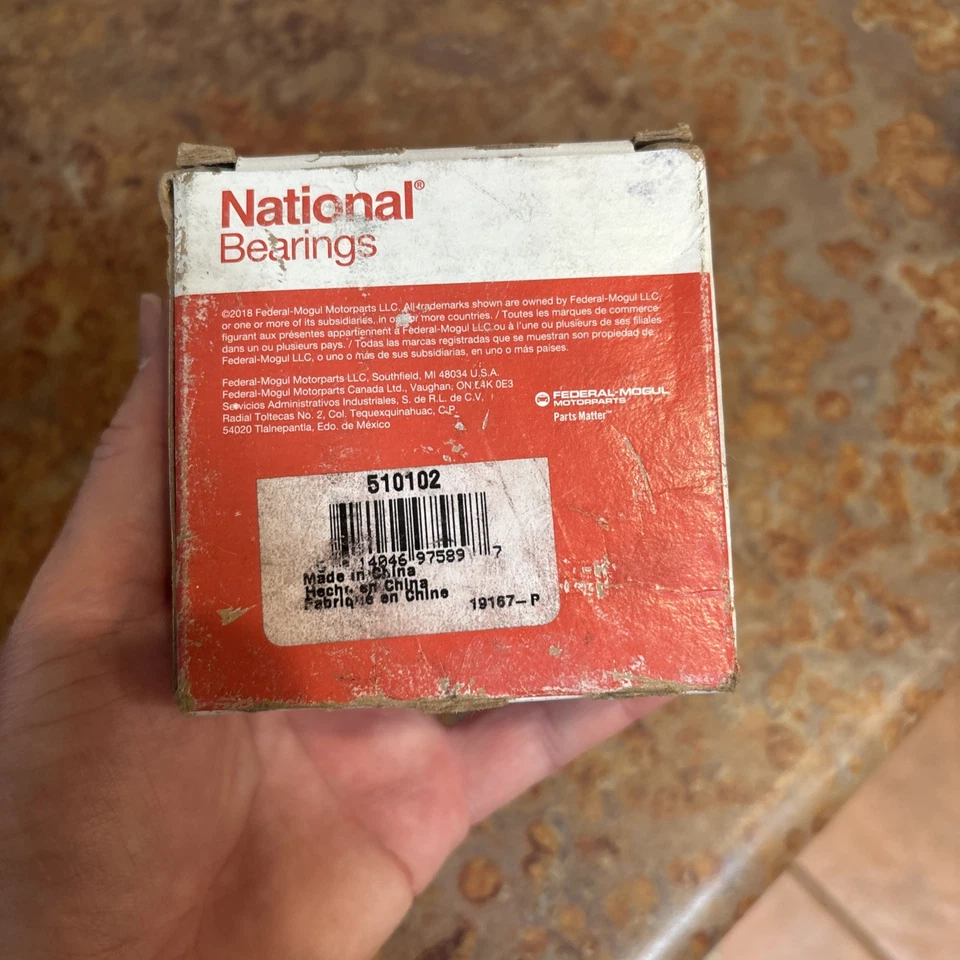 National®
Bearings
©2018 Federal-Mogul Motorparts LLC. All trademarks shown are owned by Federal-Mogul LLC,
or one or more of its subsidiaries, in one or more countries. / Toutes les marques de commerce
figurant aux présentes appartiennent à Federal-Mogul LLC ou à l'une ou plusieurs de ses filiales
dans un ou plusieurs pays. / Todas las marcas registradas que se muestran son propiedad de
Federal-Mogul LLC, o uno o más de sus subsidiarias, en uno o más países.
Federal-Mogul Motorparts LLC, Southfield, MI 48034 U.S.A.
Federal-Mogul Motorparts Canada Ltd., Vaughan, ON L4K 0E3
Servicios Administrativos Industriales, S. de R.L. de C.V.
Radial Toltecas No. 2, Col. Tequexquinahuac, C.P.
54020 Tlalnepantla, Edo. de México
FEDERAL-MOGUL
MOTORPARTS
Parts Matter™
510102
14046 97589 7
Made in China
Hecho en China
Fabriqué en Chine
19167-P